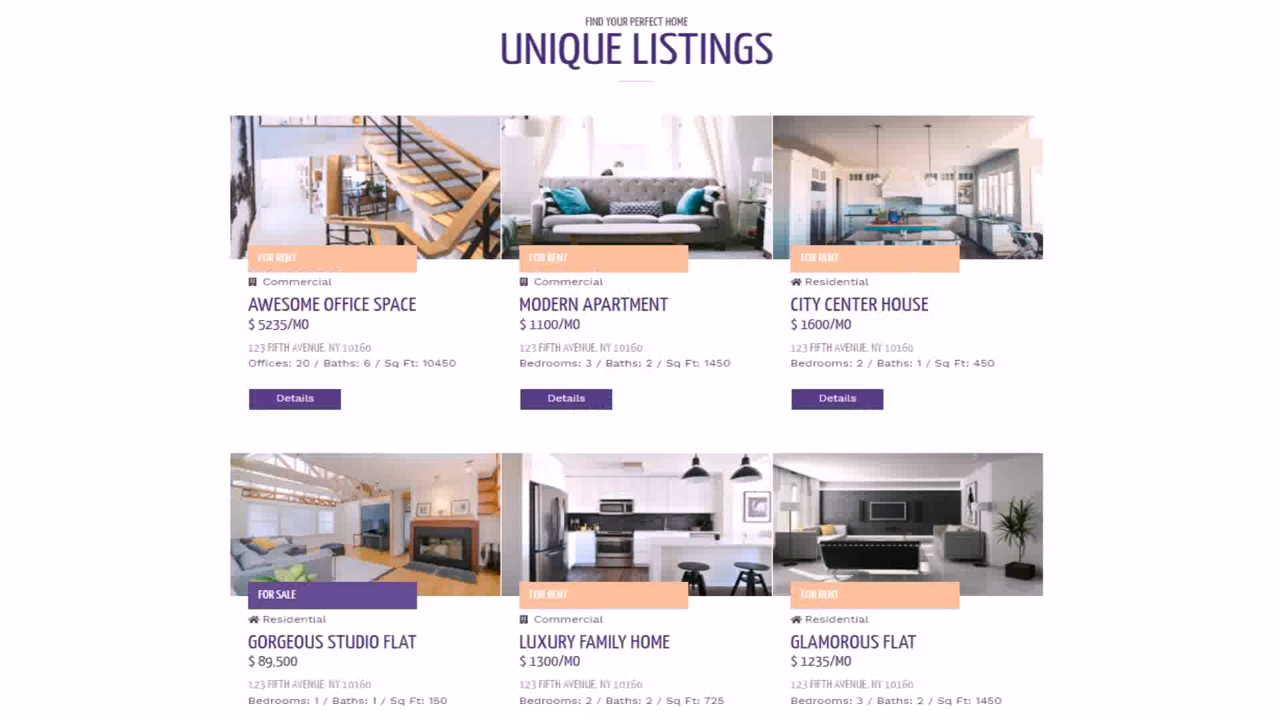 FIND YOUR PERFECT HOME
UNIQUE LISTINGS
FOR RENT
Commercial
AWESOME OFFICE SPACE
$ 5235/MO
123 FIFTH AVENUE, NY 10160
Offices: 20 / Baths: 6 / Sq Ft: 10450
Details
FOR RENT
Commercial
MODERN APARTMENT
$ 1100/MO
123 FIFTH AVENUE, NY 10160
Bedrooms: 3 / Baths: 2 / Sq Ft: 1450
Details
FOR RENT
Residential
CITY CENTER HOUSE
$ 1600/MO
123 FIFTH AVENUE, NY 10160
Bedrooms: 2 / Baths: 1 / Sq Ft: 450
Details
FOR SALE
Residential
GORGEOUS STUDIO FLAT
$ 89,500
123 FIFTH AVENUE, NY 10160
Bedrooms: 1 / Baths: 1 / Sq Ft: 150
FOR RENT
Commercial
LUXURY FAMILY HOME
$ 1300/MO
123 FIFTH AVENUE, NY 10160
Bedrooms: 2 / Baths: 2 / Sq Ft: 725
FOR RENT
Residential
GLAMOROUS FLAT
$ 1235/MO
123 FIFTH AVENUE, NY 10160
Bedrooms: 3 / Baths: 2 / Sq Ft: 1450